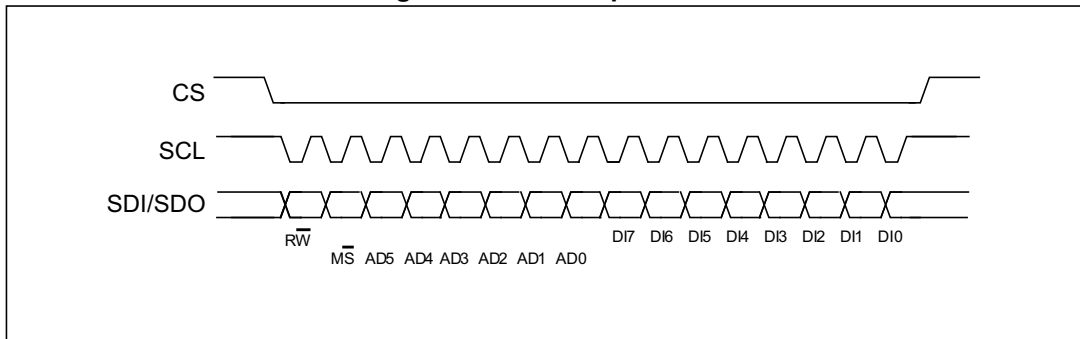 CS
SCL
SDI/SDO
RW̅
DI7 DI6 DI5 DI4 DI3 DI2 DI1 DI0
MS̅ AD5 AD4 AD3 AD2 AD1 AD0